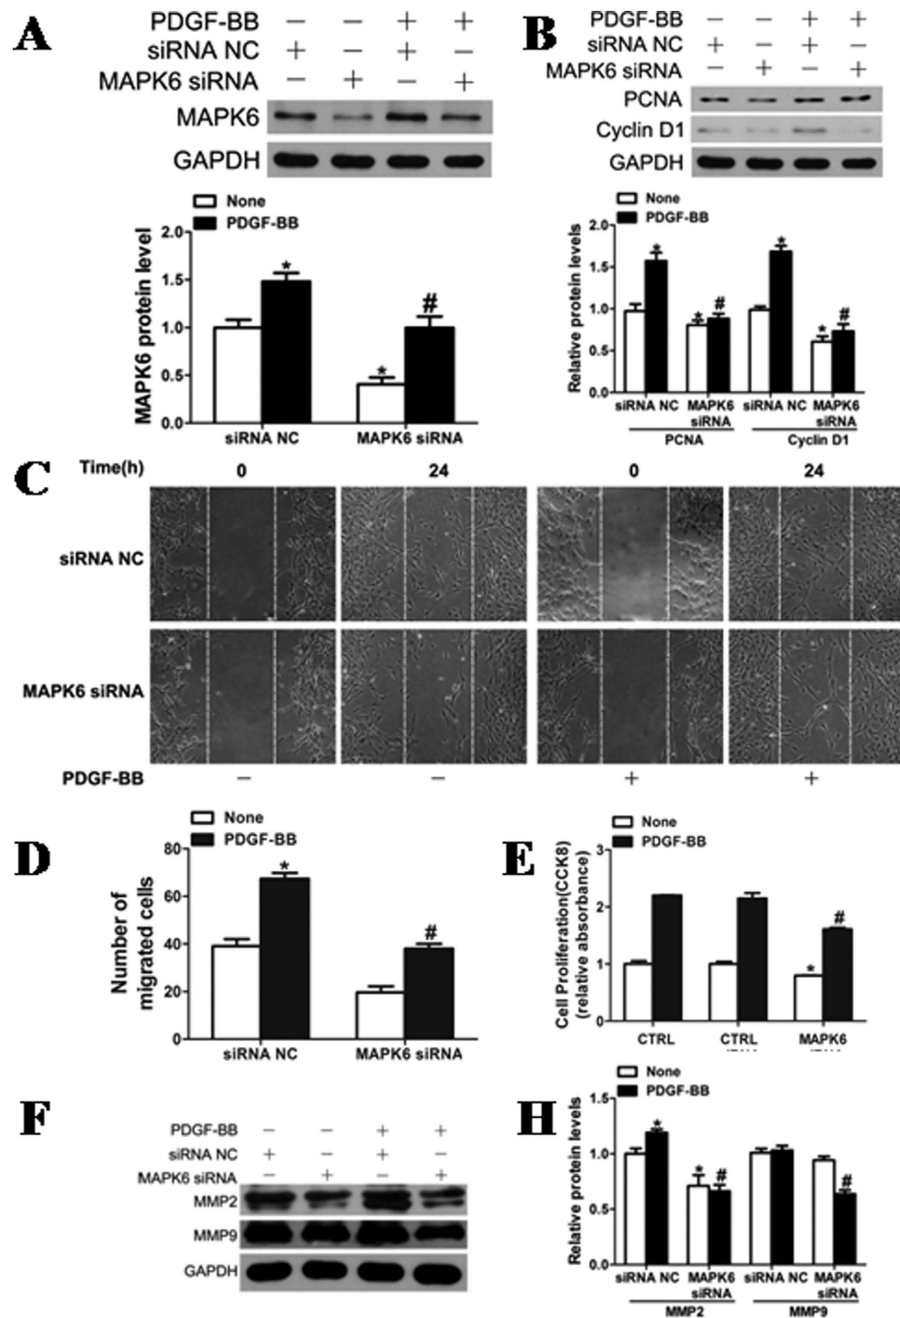 A
PDGF-BB − − + +
siRNA NC + − + −
MAPK6 siRNA − + − +
MAPK6
GAPDH
None
PDGF-BB
MAPK6 protein level
2.0
1.5
1.0
0.5
0.0
*
*
#
siRNA NC MAPK6 siRNA
B
PDGF-BB − − + +
siRNA NC + − + −
MAPK6 siRNA − + − +
PCNA
Cyclin D1
GAPDH
None
PDGF-BB
Relative protein levels
2.0
1.5
1.0
0.5
0.0
* * # * * #
siRNA NC MAPK6 siRNA siRNA NC MAPK6 siRNA
PCNA Cyclin D1
C
Time(h) 0 24 0 24
siRNA NC
MAPK6 siRNA
PDGF-BB − − + +
D
None
PDGF-BB
Number of
migrated cells
80
60
40
20
0
* #
siRNA NC MAPK6 siRNA
E
None
PDGF-BB
Cell Proliferation(CCK8)
(relative absorbance)
3
2
1
0
* #
CTRL CTRL MAPK6
F
PDGF-BB − − + +
siRNA NC + − + −
MAPK6 siRNA − + − +
MMP2
MMP9
GAPDH
H
None
PDGF-BB
Relative protein levels
1.5
1.0
0.5
0.0
* * # #
siRNA NC MAPK6 siRNA siRNA NC MAPK6 siRNA
MMP2 MMP9